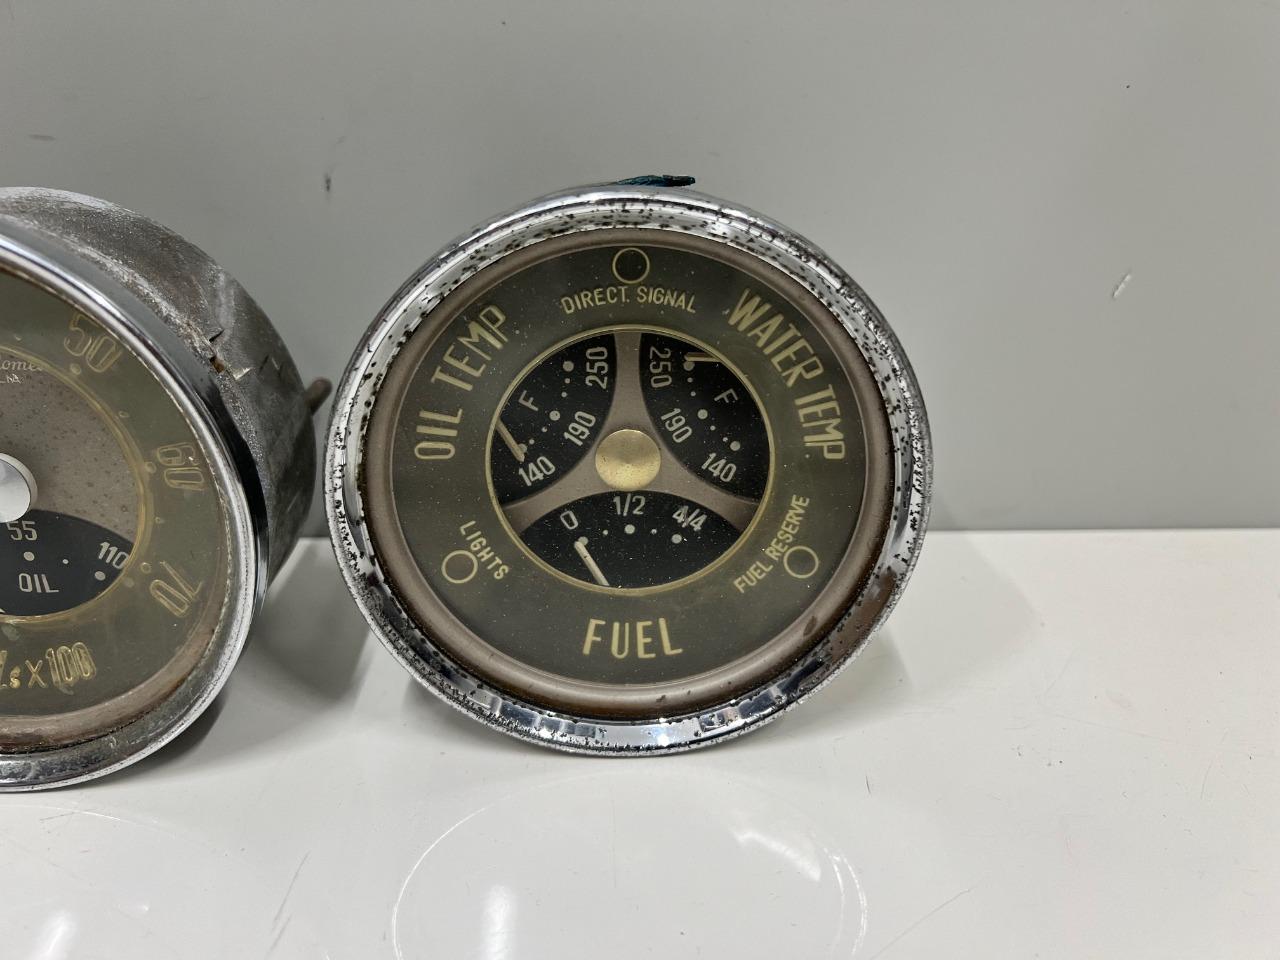 50
60
70
55
110
OIL
x100
DIRECT. SIGNAL
OIL TEMP.
WATER TEMP.
250
F
190
140
250
F
190
140
0
1/2
4/4
LIGHTS
FUEL RESERVE
FUEL